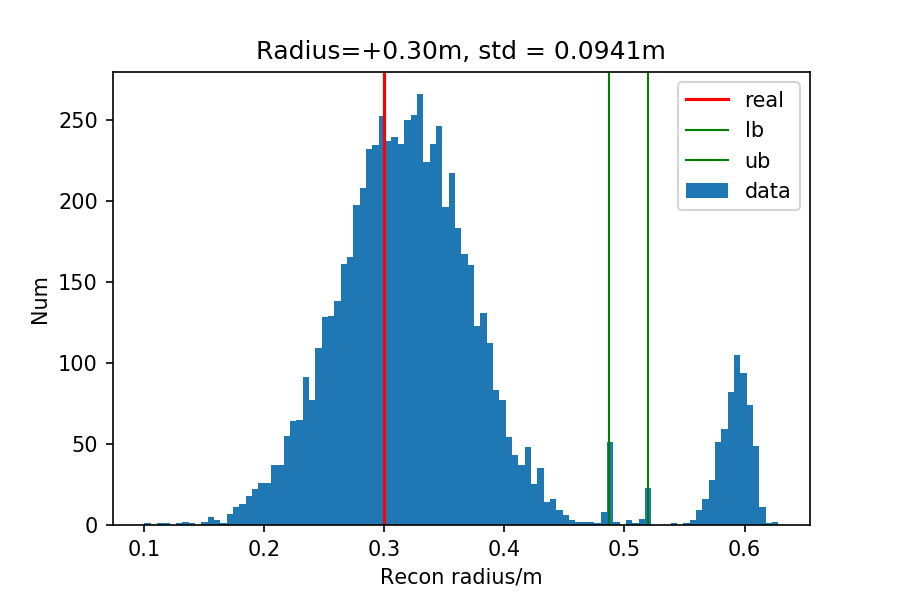 Radius=+0.30m, std = 0.0941m
real
lb
ub
data
250
200
150
100
50
0
Num
0.1 0.2 0.3 0.4 0.5 0.6
Recon radius/m